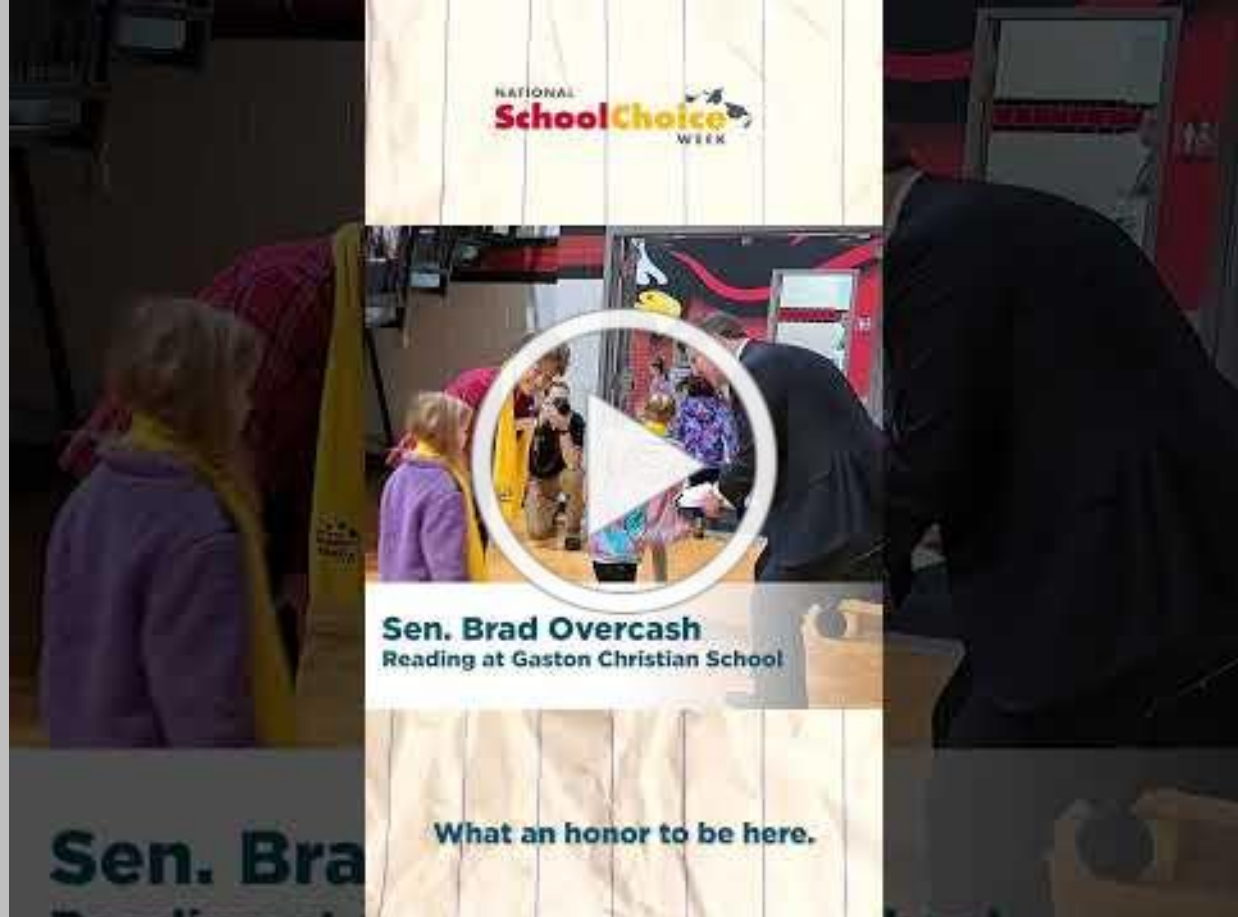 NATIONAL
SchoolChoice
WEEK
Sen. Brad Overcash
Reading at Gaston Christian School
What an honor to be here.
Sen. Bra